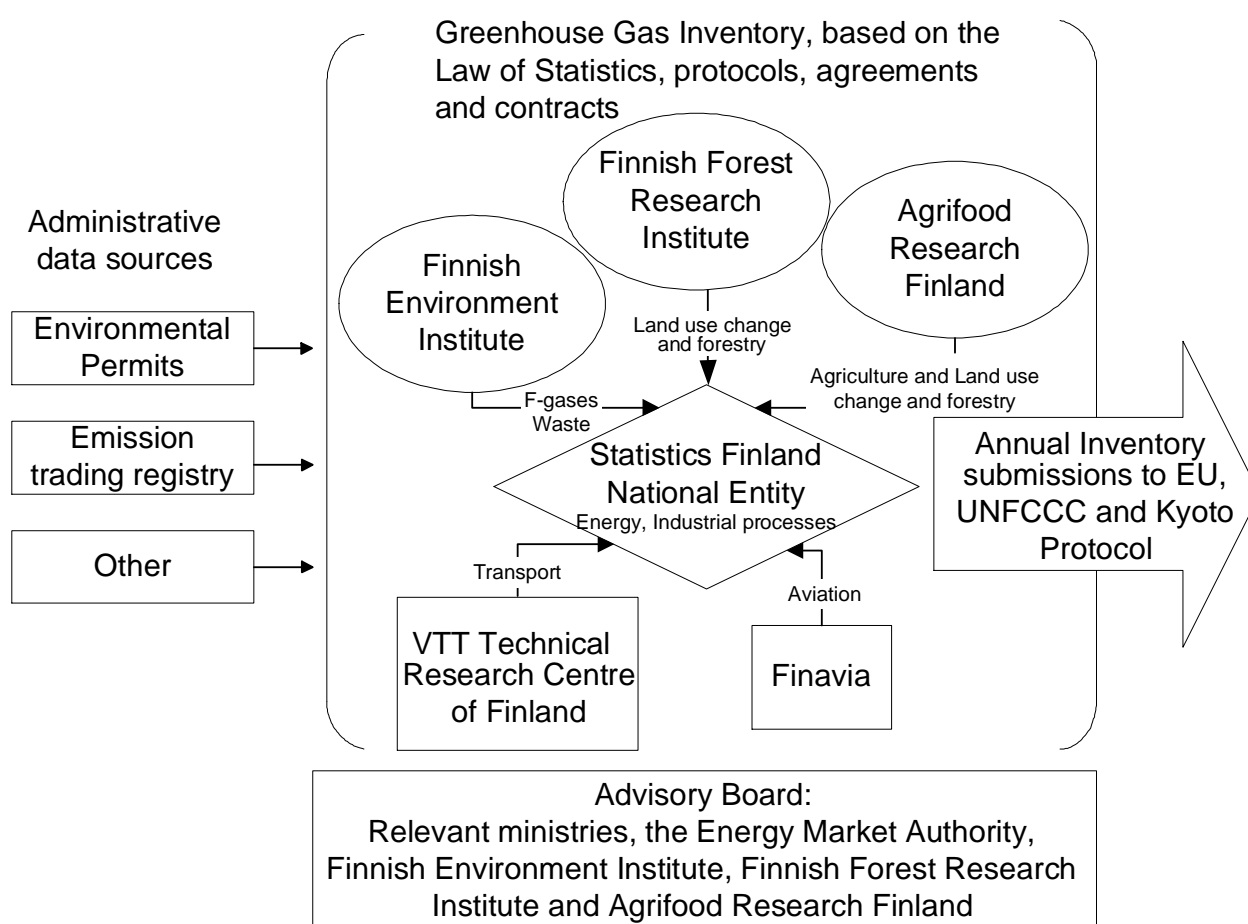 Greenhouse Gas Inventory, based on the
Law of Statistics, protocols, agreements
and contracts
Administrative
data sources
Environmental
Permits
Emission
trading registry
Other
Finnish
Environment
Institute
Finnish Forest
Research
Institute
Agrifood
Research
Finland
F-gases
Waste
Land use change
and forestry
Agriculture and Land use
change and forestry
Statistics Finland
National Entity
Energy, Industrial processes
Transport
Aviation
VTT Technical
Research Centre
of Finland
Finavia
Annual Inventory
submissions to EU,
UNFCCC and Kyoto
Protocol
Advisory Board:
Relevant ministries, the Energy Market Authority,
Finnish Environment Institute, Finnish Forest Research
Institute and Agrifood Research Finland